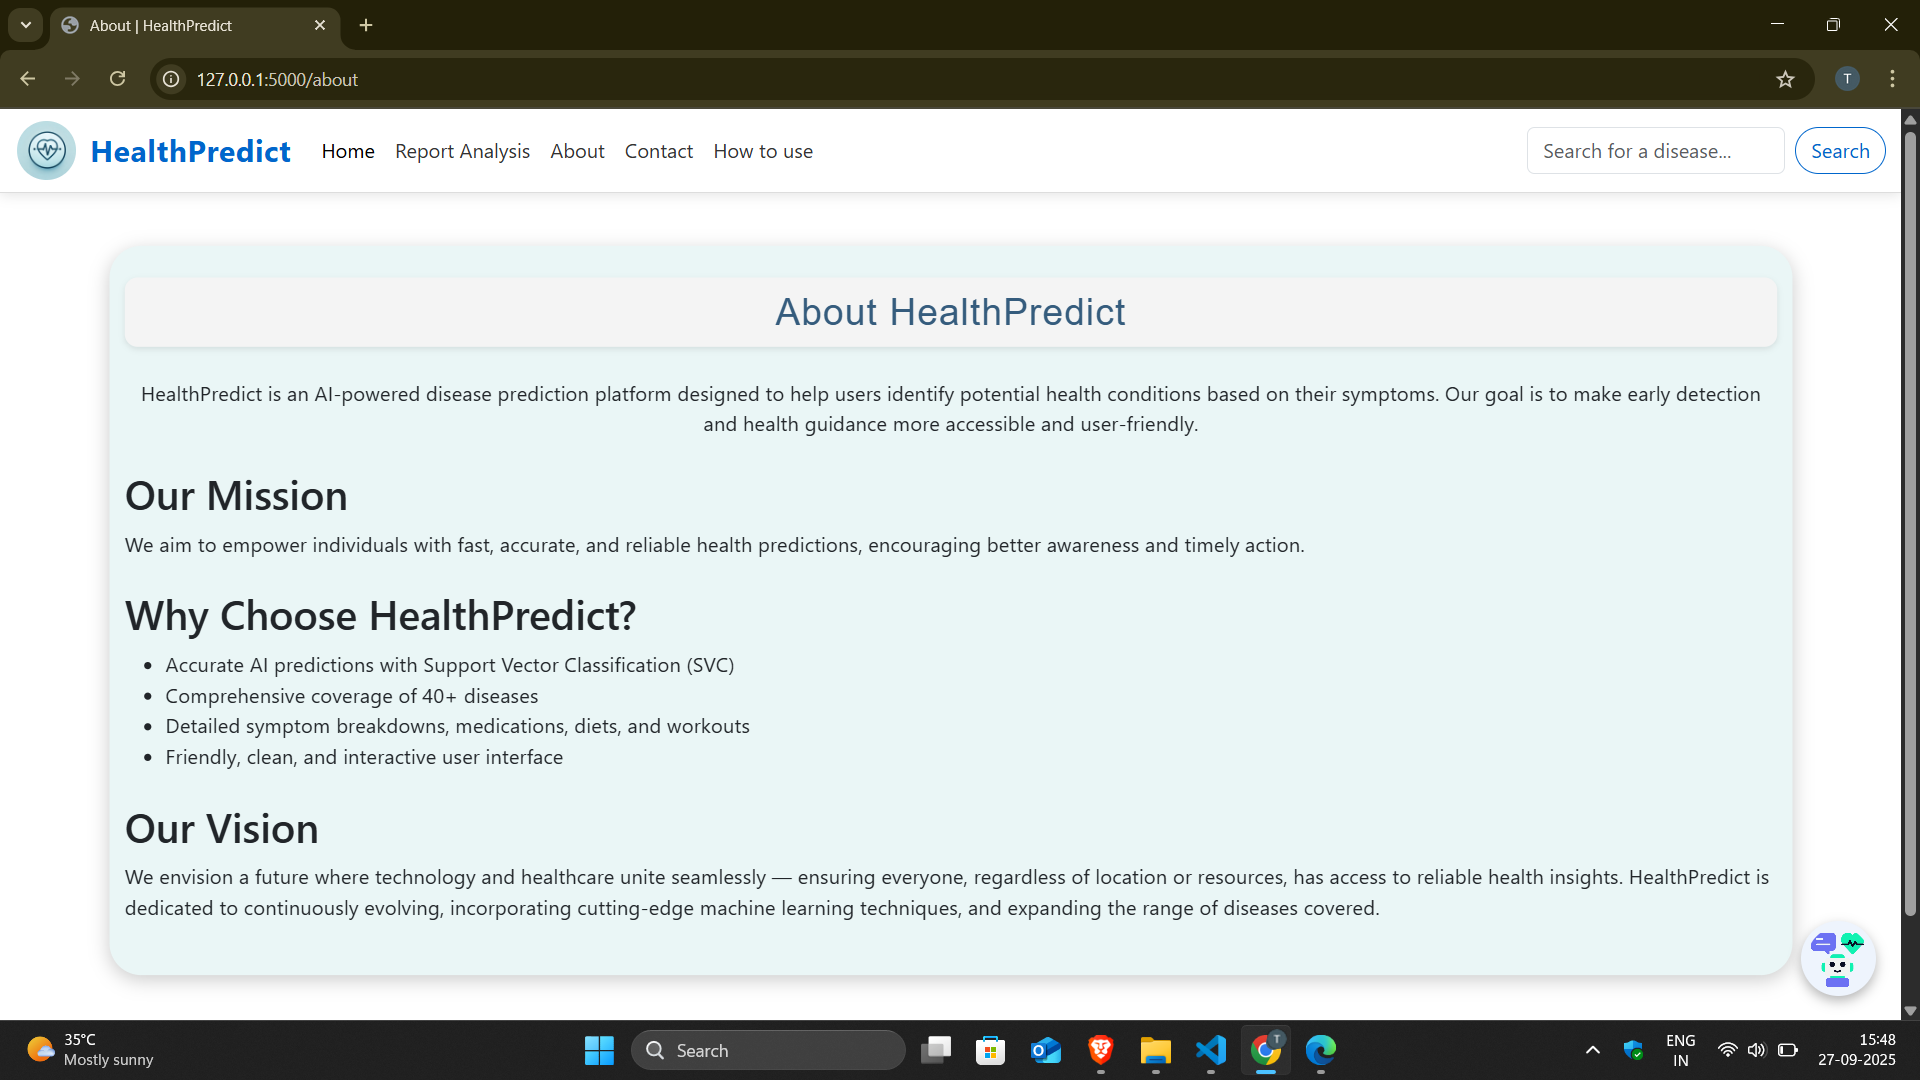 About | HealthPredict
127.0.0.1:5000/about
T
HealthPredict
Home
Report Analysis
About
Contact
How to use
Search for a disease...
Search
About HealthPredict
HealthPredict is an AI-powered disease prediction platform designed to help users identify potential health conditions based on their symptoms. Our goal is to make early detection
and health guidance more accessible and user-friendly.
Our Mission
We aim to empower individuals with fast, accurate, and reliable health predictions, encouraging better awareness and timely action.
Why Choose HealthPredict?
• Accurate AI predictions with Support Vector Classification (SVC)
• Comprehensive coverage of 40+ diseases
• Detailed symptom breakdowns, medications, diets, and workouts
• Friendly, clean, and interactive user interface
Our Vision
We envision a future where technology and healthcare unite seamlessly — ensuring everyone, regardless of location or resources, has access to reliable health insights. HealthPredict is
dedicated to continuously evolving, incorporating cutting-edge machine learning techniques, and expanding the range of diseases covered.
35°C
Mostly sunny
Search
T
ENG
IN
15:48
27-09-2025